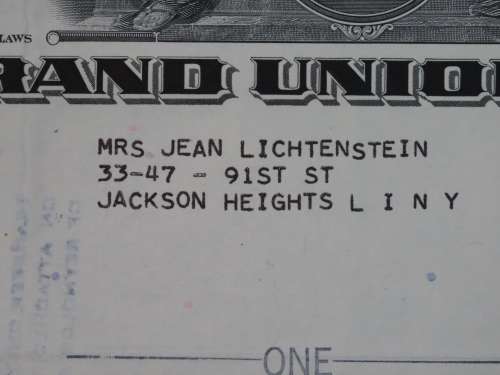 LAWS
RAND UNIO
MRS JEAN LICHTENSTEIN
33-47 - 91ST ST
JACKSON HEIGHTS L I N Y
ONE